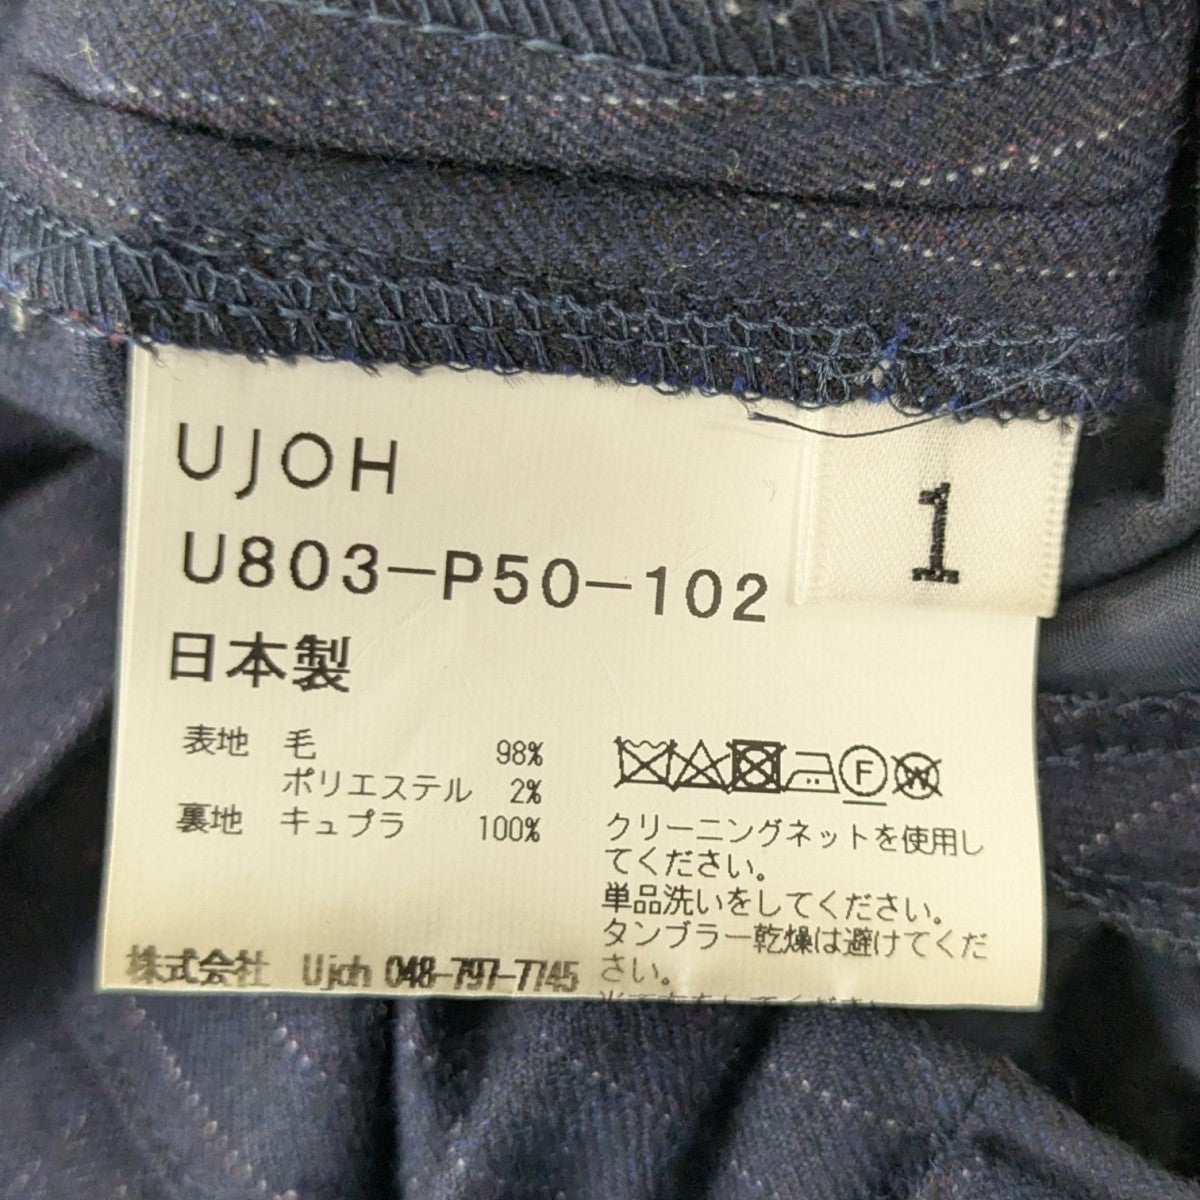 UJOH
1
U803-P50-102
日本製
表地 毛 98%
ポリエステル 2%
裏地 キュプラ 100%
F
W
クリーニングネットを使用し
てください。
単品洗いをしてください。
タンブラー乾燥は避けてくだ
さい。
株式会社 Ujoh 048-797-7745